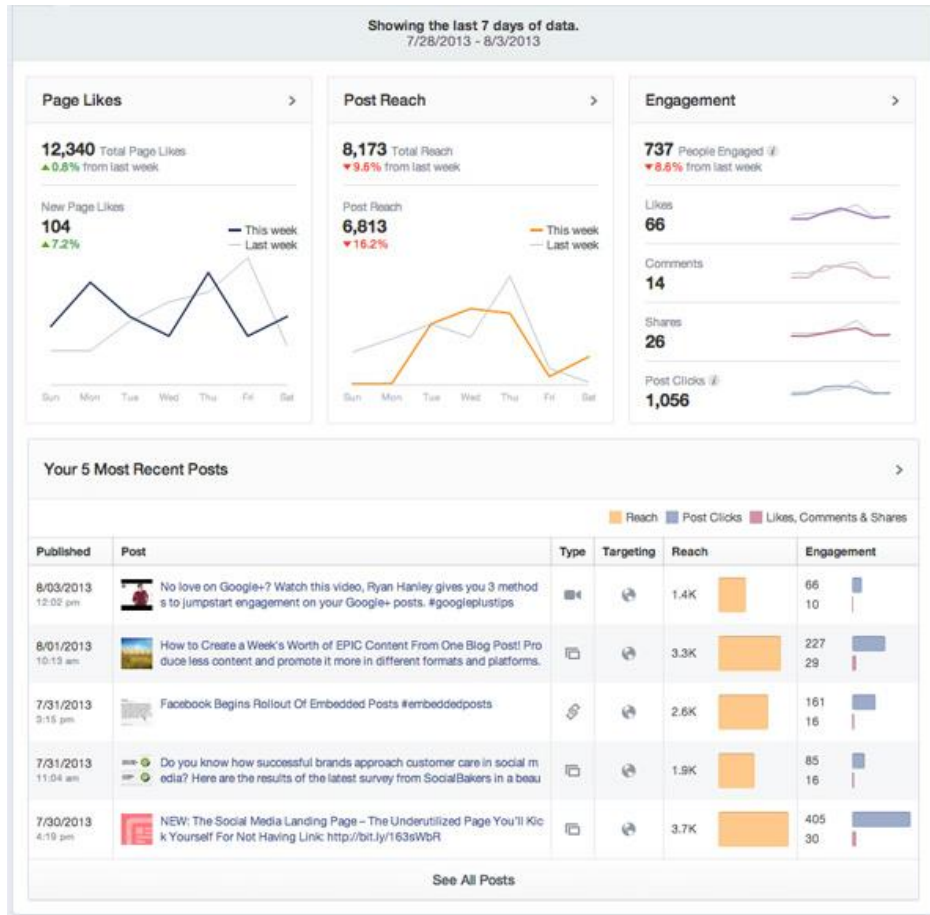 Showing the last 7 days of data.
7/28/2013 - 8/3/2013
Page Likes
12,340 Total Page Likes
▲0.8% from last week
New Page Likes
104
▲7.2%
This week
Last week
Sun Mon Tue Wed Thu Fri Sat
Post Reach
8,173 Total Reach
▼9.6% from last week
Post Reach
6,813
▼16.2%
This week
Last week
Sun Mon Tue Wed Thu Fri Sat
Engagement
737 People Engaged i
▼8.6% from last week
Likes
66
Comments
14
Shares
26
Post Clicks i
1,056
Your 5 Most Recent Posts
Reach Post Clicks Likes, Comments & Shares
Published Post Type Targeting Reach Engagement
8/03/2013
12:02 pm
No love on Google+? Watch this video, Ryan Hanley gives you 3 method
s to jumpstart engagement on your Google+ posts. #googleplustips
1.4K
66
10
8/01/2013
10:13 am
How to Create a Week's Worth of EPIC Content From One Blog Post! Pro
duce less content and promote it more in different formats and platforms.
3.3K
227
29
7/31/2013
3:15 pm
Facebook Begins Rollout Of Embedded Posts #embeddedposts
2.6K
161
16
7/31/2013
11:04 am
Do you know how successful brands approach customer care in social m
edia? Here are the results of the latest survey from SocialBakers in a beau
1.9K
85
16
7/30/2013
4:19 pm
NEW: The Social Media Landing Page – The Underutilized Page You'll Kic
k Yourself For Not Having Link: http://bit.ly/163sWbR
3.7K
405
30
See All Posts